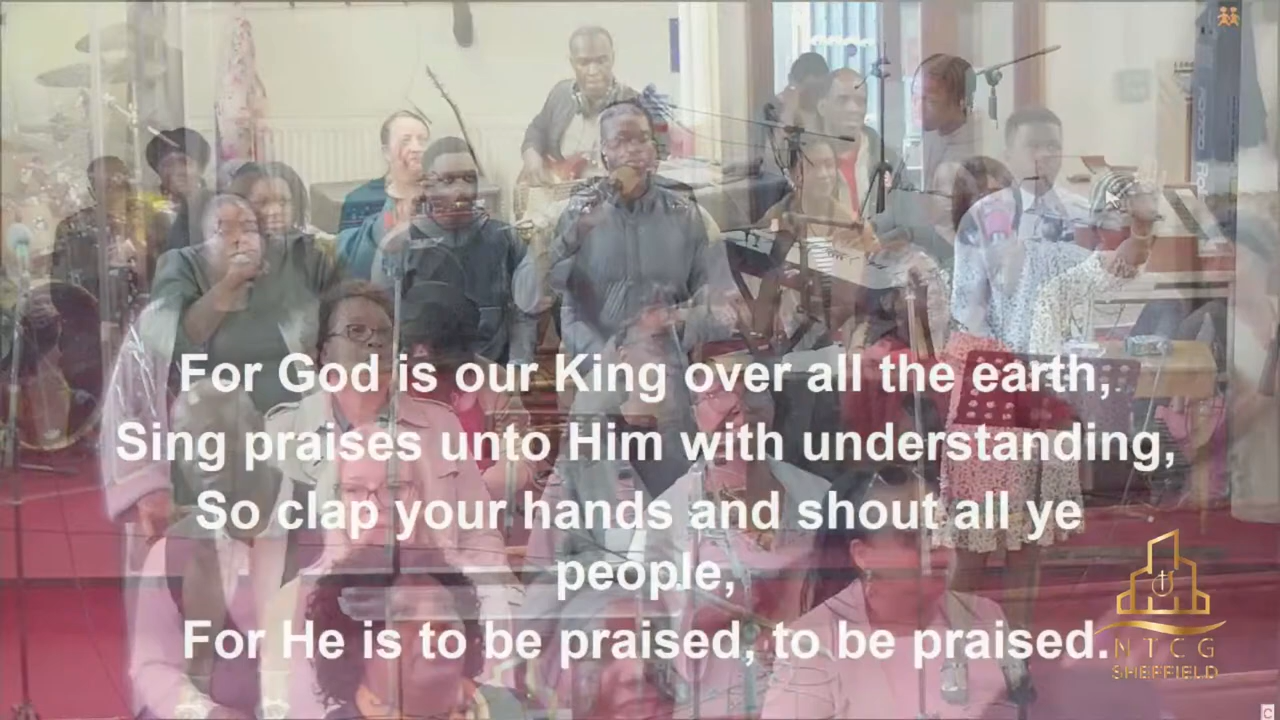 For God is our King over all the earth,
Sing praises unto Him with understanding,
So clap your hands and shout all ye
people,
For He is to be praised, to be praised.
NTCG
SHEFFIELD